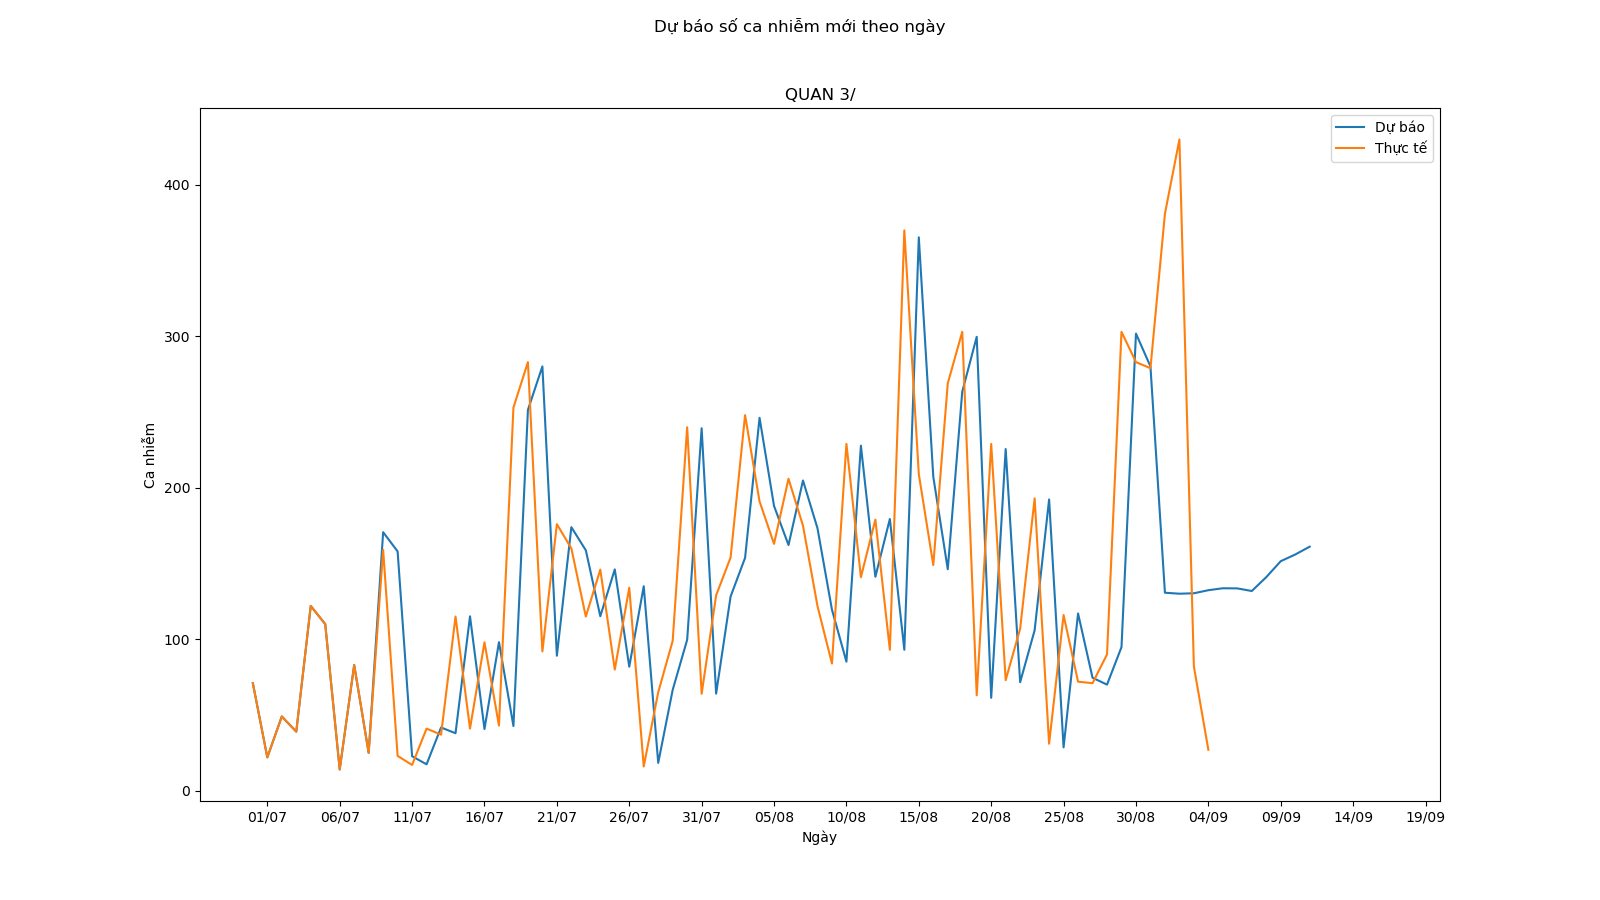 Dự báo số ca nhiễm mới theo ngày
QUAN 3/
Dự báo
Thực tế
400
300
200
100
0
Ca nhiễm
01/07 06/07 11/07 16/07 21/07 26/07 31/07 05/08 10/08 15/08 20/08 25/08 30/08 04/09 09/09 14/09 19/09
Ngày